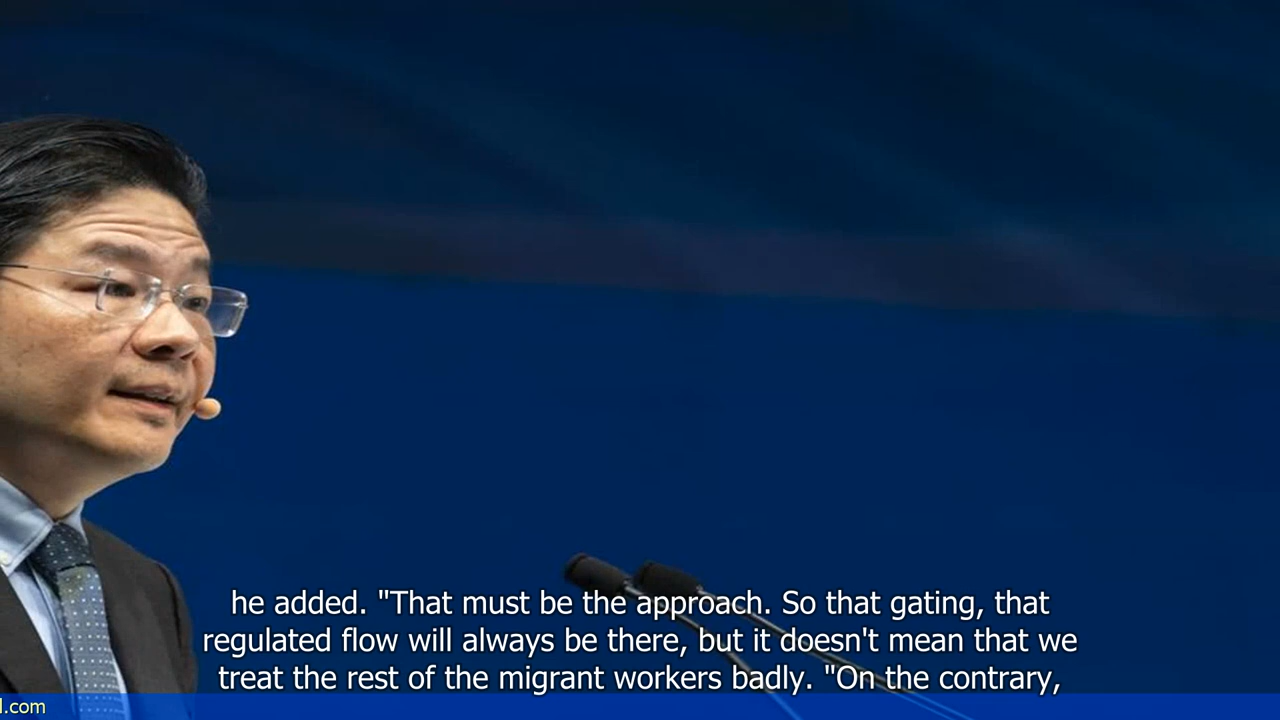 he added. "That must be the approach. So that gating, that
regulated flow will always be there, but it doesn't mean that we
treat the rest of the migrant workers badly. "On the contrary,
l.com